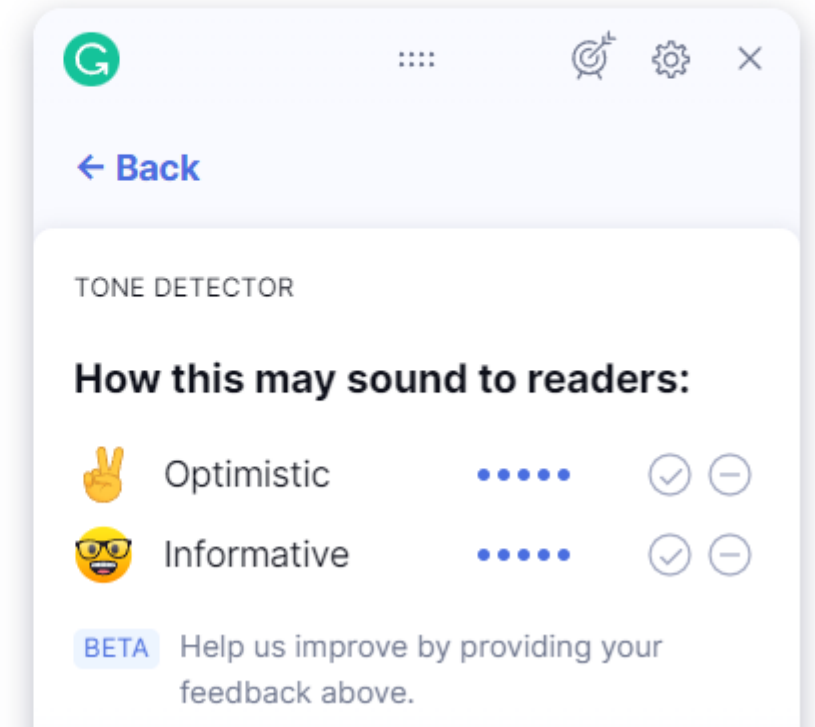 ← Back
TONE DETECTOR
How this may sound to readers:
Optimistic
Informative
BETA Help us improve by providing your
feedback above.